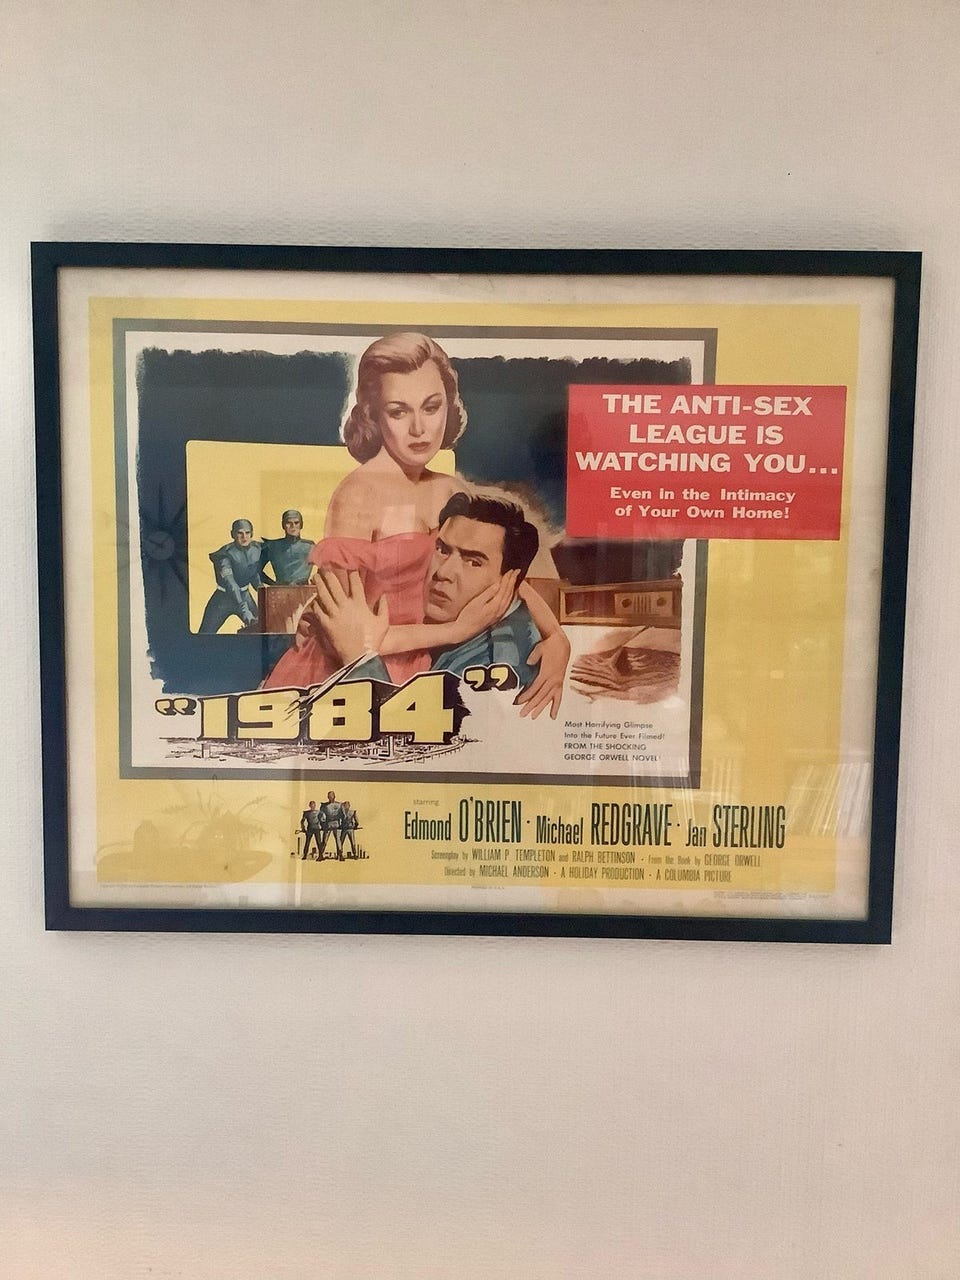 THE ANTI-SEX
LEAGUE IS
WATCHING YOU...
Even In the Intimacy
of Your Own Home!
"1984"
Most Horrifying Glimpse
Into the Future Ever Filmed!
FROM THE SHOCKING
GEORGE ORWELL NOVEL!
starring
Edmond O'BRIEN · Michael REDGRAVE · Jan STERLING
Screenplay by WILLIAM P. TEMPLETON and RALPH BETTINSON · From the Book by GEORGE ORWELL
Directed by MICHAEL ANDERSON · A HOLIDAY PRODUCTION · A COLUMBIA PICTURE